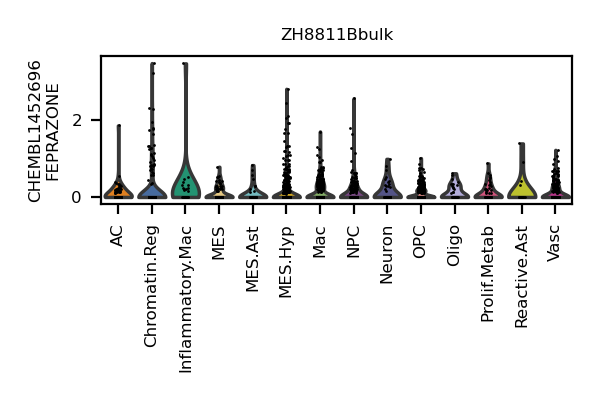 ZH8811Bbulk
CHEMBL1452696
FEPRAZONE
2
0
AC
Chromatin.Reg
Inflammatory.Mac
MES
MES.Ast
MES.Hyp
Mac
NPC
Neuron
OPC
Oligo
Prolif.Metab
Reactive.Ast
Vasc